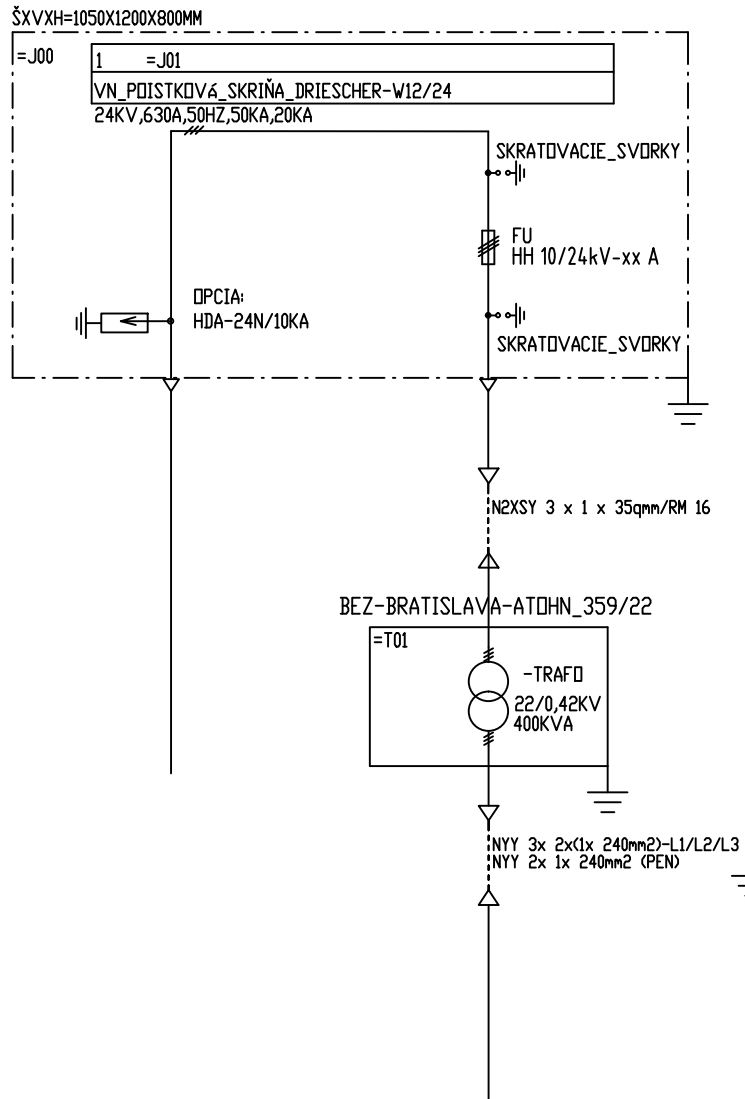 ŠXVXH=1050X1200X800MM
=J00
1 =J01
VN_POISTKOVá_SKRIŇA_DRIESCHER-W12/24
24KV,630A,50HZ,50KA,20KA
SKRATOVACIE_SVORKY
FU
HH 10/24kV-xx A
OPCIA:
HDA-24N/10KA
SKRATOVACIE_SVORKY
N2XSY 3 x 1 x 35qmm/RM 16
BEZ-BRATISLAVA-ATOHN_359/22
=T01
-TRAFO
22/0,42KV
400KVA
NYY 3x 2x(1x 240mm2)-L1/L2/L3
NYY 2x 1x 240mm2 (PEN)